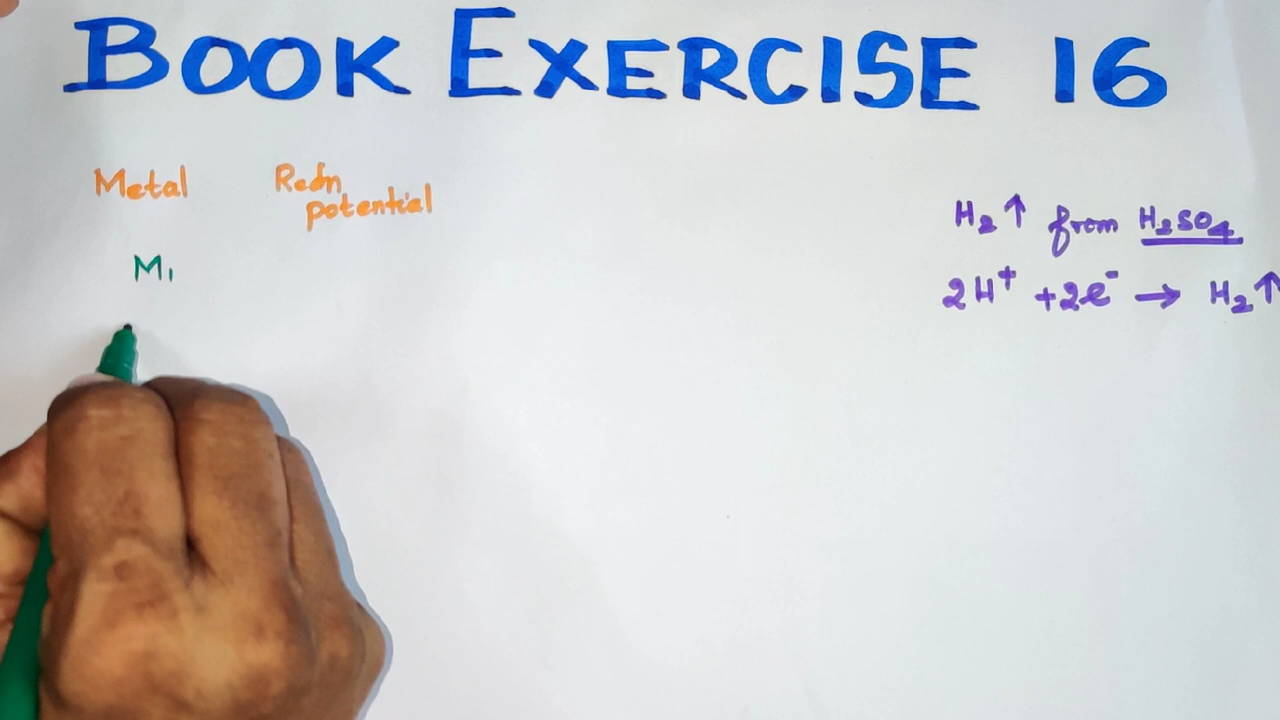 BOOK EXERCISE 16
Metal Redn
potential
M₁
H₂↑ from H₂SO₄
2H⁺ +2e⁻ → H₂↑